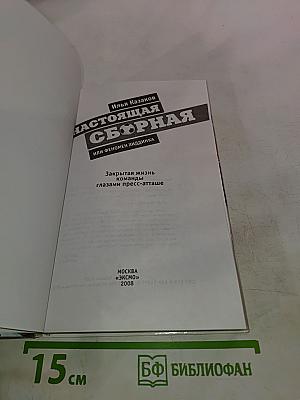 Илья Казаков
НАСТОЯЩАЯ
СБОРНАЯ
ИЛИ ФЕНОМЕН ХИДДИНКА
Закрытая жизнь
команды
глазами пресс-атташе
МОСКВА
«ЭКСМО»
2008
15 см
БФ БИБЛИОФАН